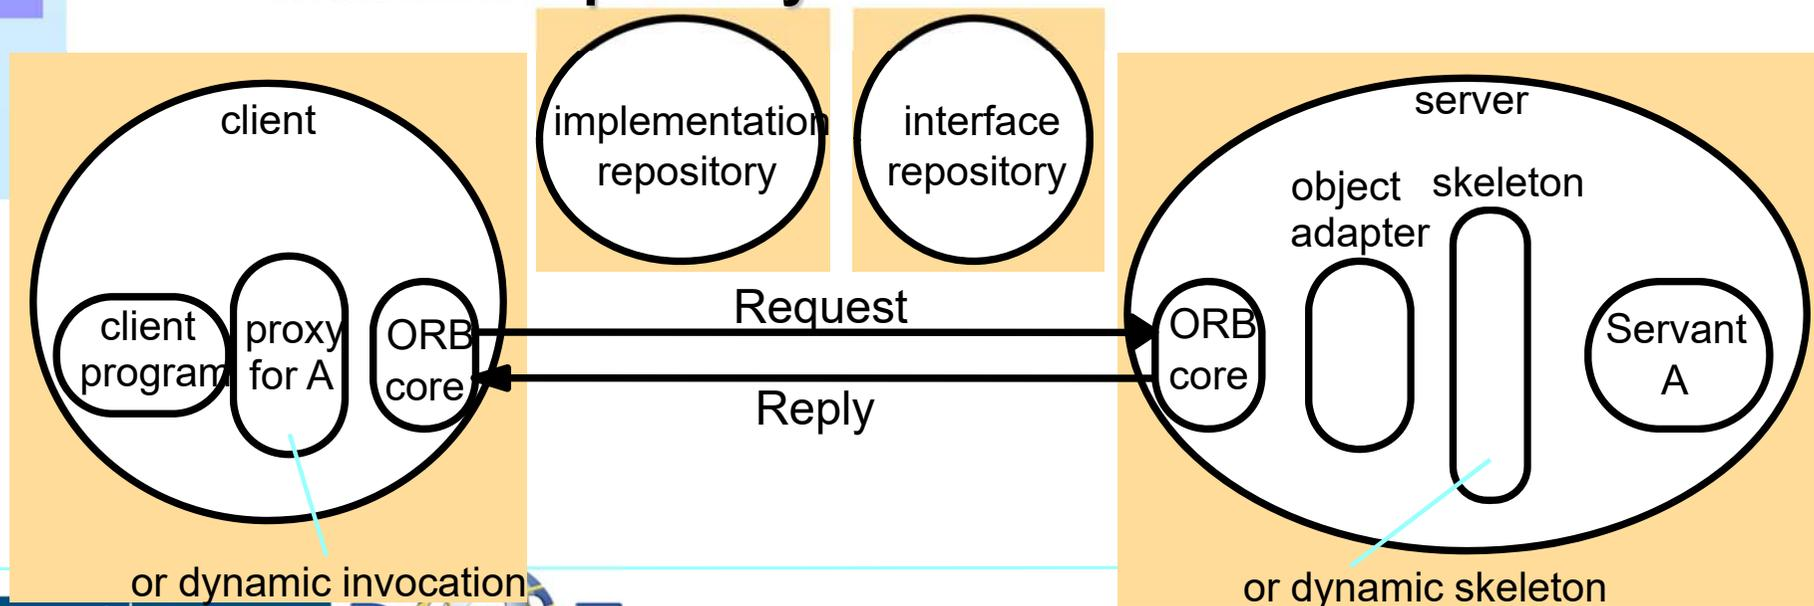 client
client
program
proxy
for A
ORB
core
or dynamic invocation
implementation
repository
interface
repository
Request
Reply
server
object
adapter
skeleton
ORB
core
Servant
A
or dynamic skeleton